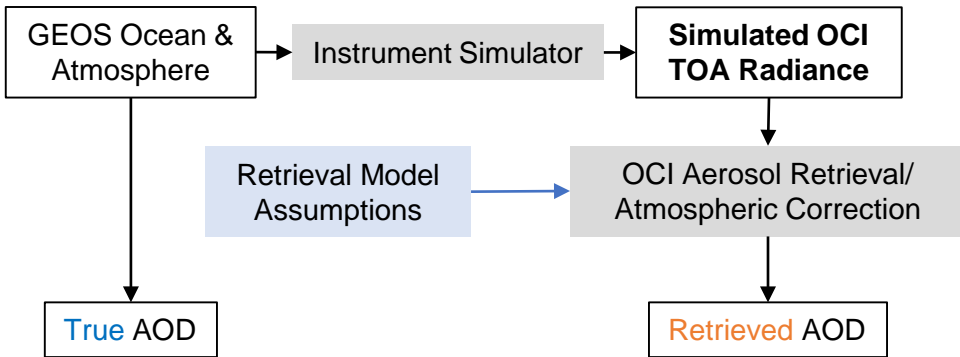 GEOS Ocean &
Atmosphere
Instrument Simulator
Simulated OCI
TOA Radiance
Retrieval Model
Assumptions
OCI Aerosol Retrieval/
Atmospheric Correction
True AOD
Retrieved AOD